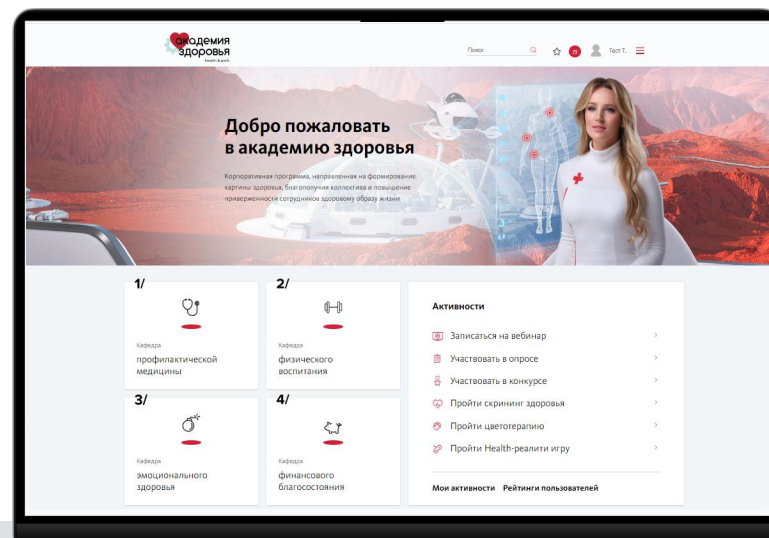 академия
здоровья
health & work
Поиск
73
Тест Т.
Добро пожаловать
в академию здоровья
Корпоративная программа, направленная на формирование
картины здоровья, благополучия коллектива и повышение
приверженности сотрудников здоровому образу жизни
1/
Кафедра
профилактической
медицины
2/
Кафедра
физического
воспитания
3/
Кафедра
эмоционального
здоровья
4/
Кафедра
финансового
благосостояния
Активности
Записаться на вебинар
Участвовать в опросе
Участвовать в конкурсе
Пройти скрининг здоровья
Пройти цветотерапию
Пройти Health-реалити игру
Мои активности Рейтинги пользователей